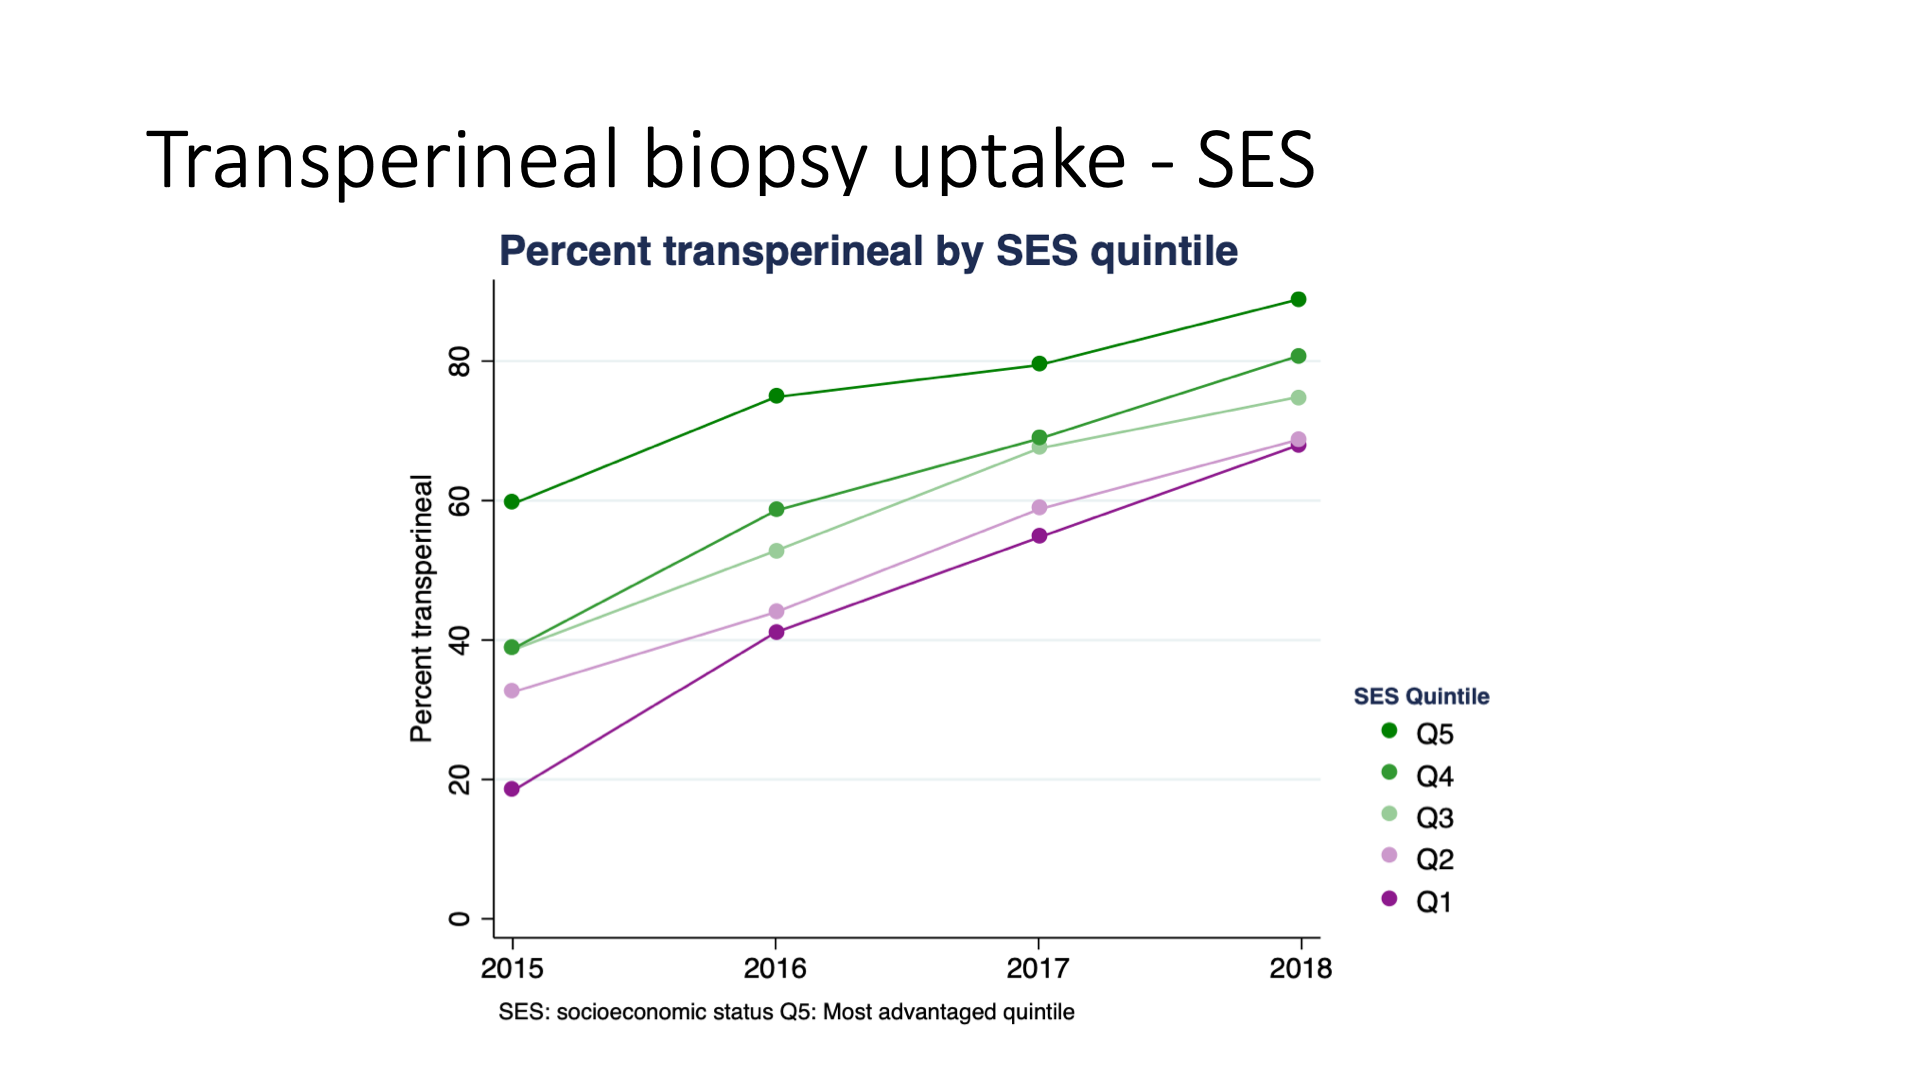 Transperineal biopsy uptake - SES
Percent transperineal by SES quintile
Percent transperineal
80
60
40
20
0
2015 2016 2017 2018
SES Quintile
Q5
Q4
Q3
Q2
Q1
SES: socioeconomic status Q5: Most advantaged quintile